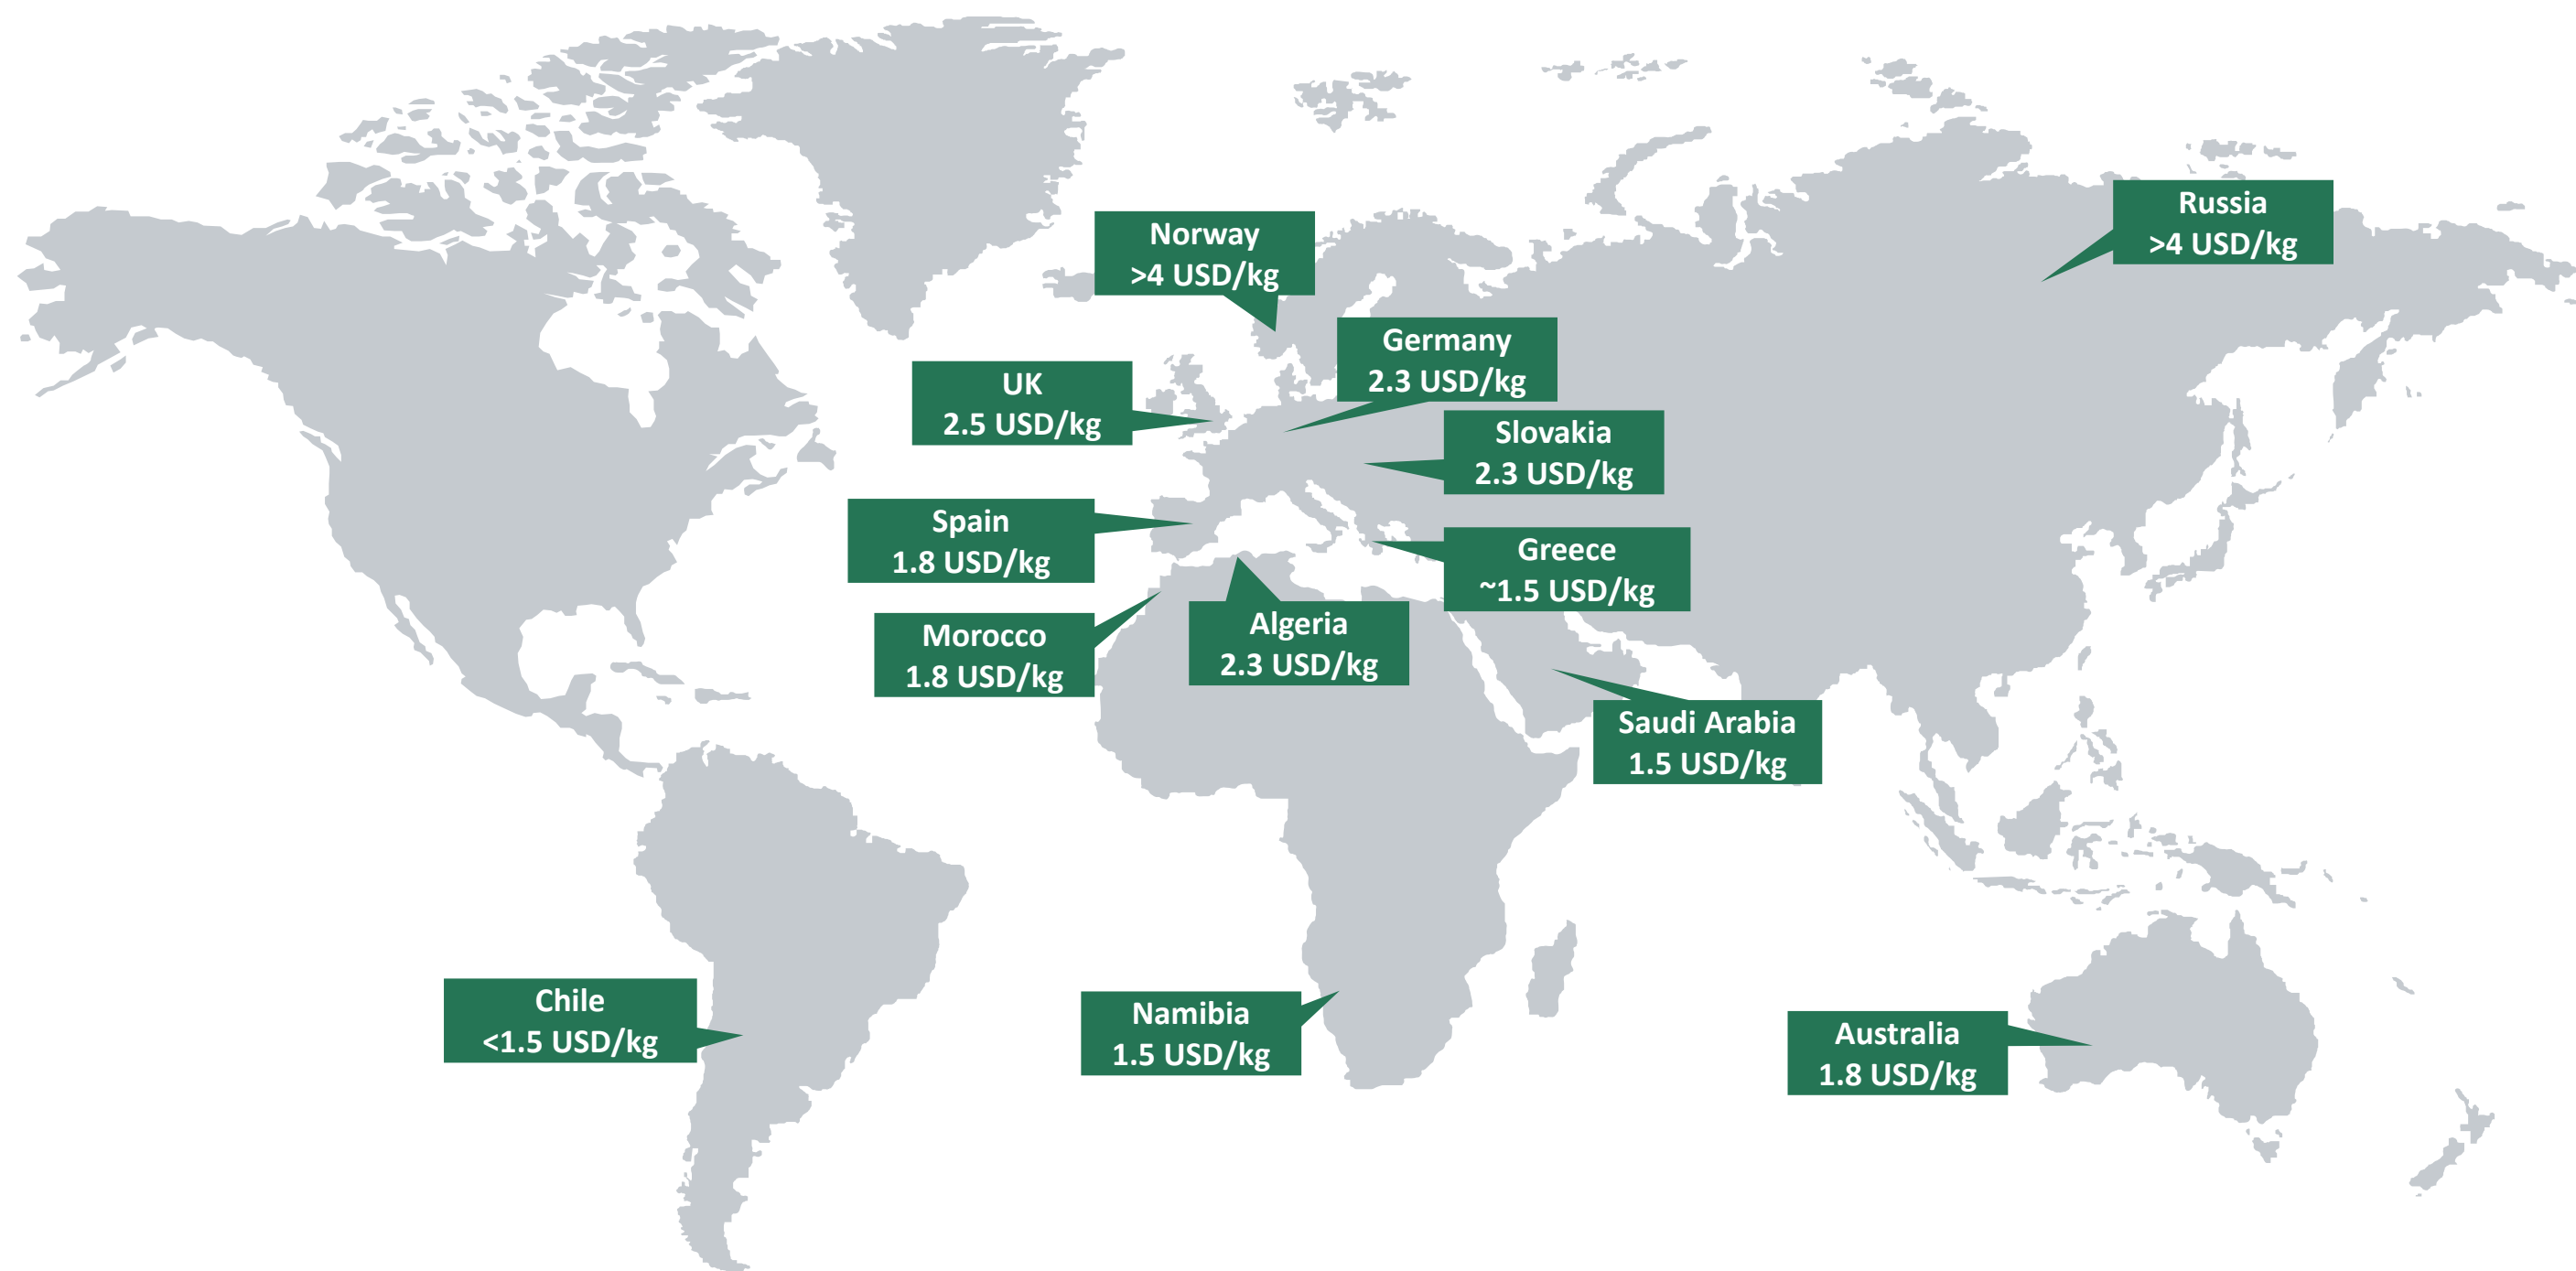 Russia
>4 USD/kg
Norway
>4 USD/kg
Germany
2.3 USD/kg
UK
2.5 USD/kg
Slovakia
2.3 USD/kg
Spain
1.8 USD/kg
Greece
~1.5 USD/kg
Algeria
2.3 USD/kg
Morocco
1.8 USD/kg
Saudi Arabia
1.5 USD/kg
Chile
<1.5 USD/kg
Namibia
1.5 USD/kg
Australia
1.8 USD/kg